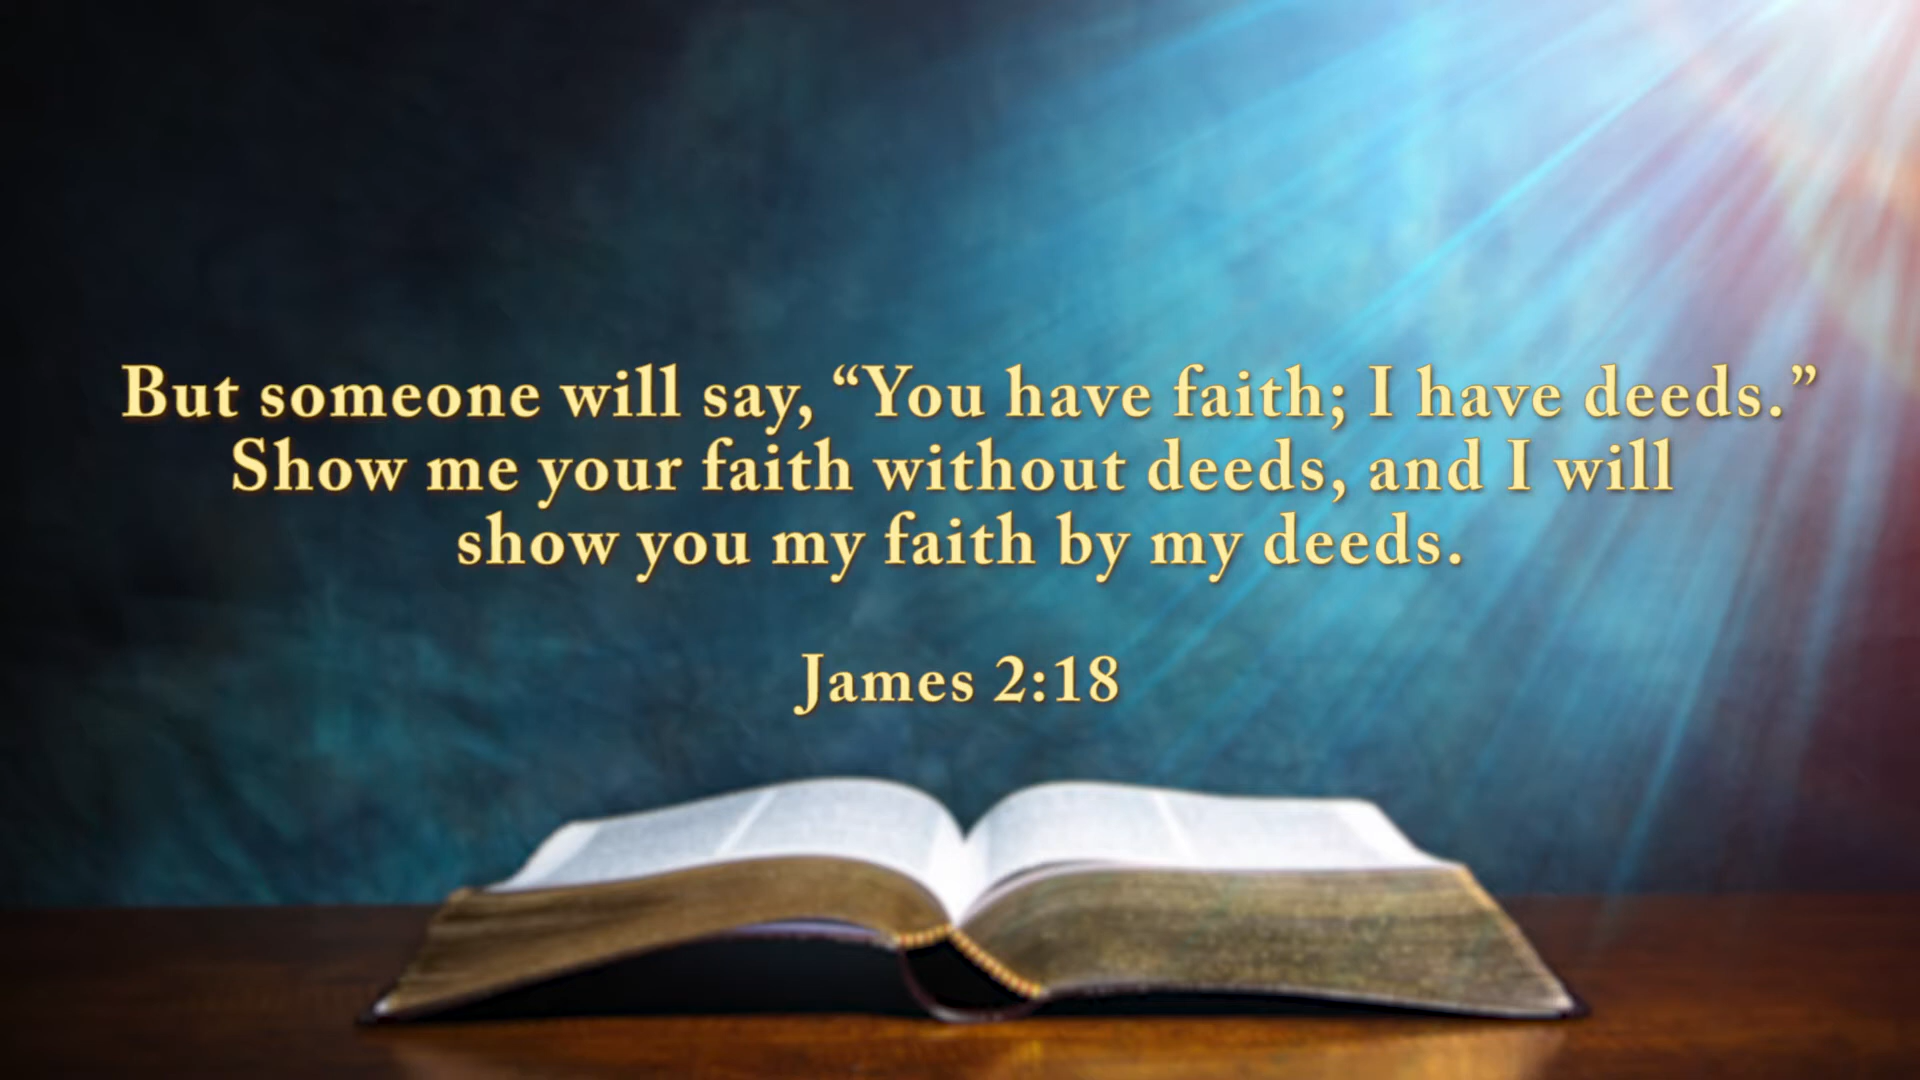 But someone will say, “You have faith; I have deeds.”
Show me your faith without deeds, and I will
show you my faith by my deeds.
James 2:18